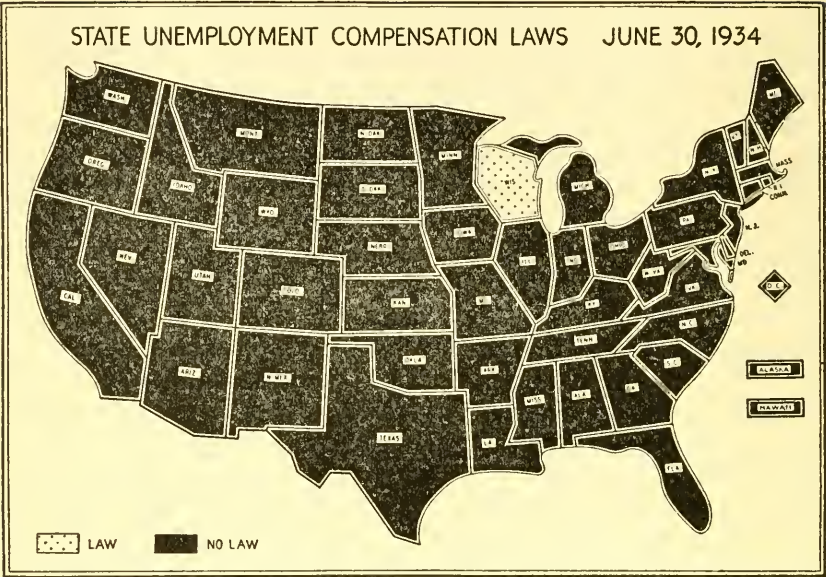 STATE UNEMPLOYMENT COMPENSATION LAWS JUNE 30, 1934
WASH.
MONT.
N.DAK.
MINN.
ME.
OREG.
IDAHO
S.DAK.
WIS.
MICH.
VT.
N.H.
N.Y.
MASS.
R.I.
CONN.
WYO.
NEV.
UTAH
COLO
NEBR
IOWA
ILL.
IND.
OHIO
PA.
N.J.
DEL.
MD
CAL.
KAN.
MO.
KY.
W.VA.
VA.
D.C.
ARIZ
N.MEX
OKLA
ARK
TENN
N.C.
S.C.
ALASKA
TEXAS
LA.
MISS
ALA
GA.
FLA.
HAWAII
LAW
NO LAW